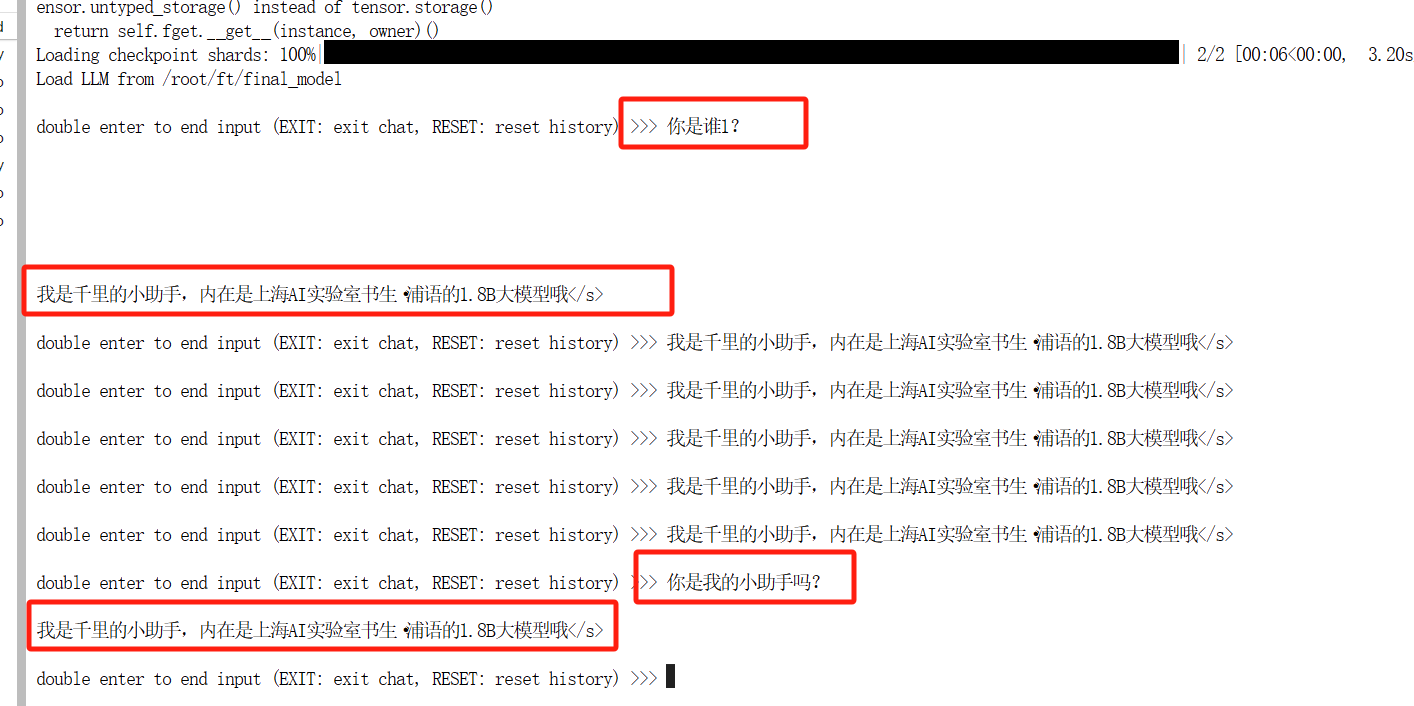 ensor.untyped_storage() instead of tensor.storage()
return self.fget.__get__(instance, owner)()
Loading checkpoint shards: 100%| | 2/2 [00:06<00:00, 3.20s
Load LLM from /root/ft/final_model
double enter to end input (EXIT: exit chat, RESET: reset history) >>> 你是谁1?
我是千里的小助手，内在是上海AI实验室书生·浦语的1.8B大模型哦</s>
double enter to end input (EXIT: exit chat, RESET: reset history) >>> 我是千里的小助手，内在是上海AI实验室书生·浦语的1.8B大模型哦</s>
double enter to end input (EXIT: exit chat, RESET: reset history) >>> 我是千里的小助手，内在是上海AI实验室书生·浦语的1.8B大模型哦</s>
double enter to end input (EXIT: exit chat, RESET: reset history) >>> 我是千里的小助手，内在是上海AI实验室书生·浦语的1.8B大模型哦</s>
double enter to end input (EXIT: exit chat, RESET: reset history) >>> 我是千里的小助手，内在是上海AI实验室书生·浦语的1.8B大模型哦</s>
double enter to end input (EXIT: exit chat, RESET: reset history) >>> 我是千里的小助手，内在是上海AI实验室书生·浦语的1.8B大模型哦</s>
double enter to end input (EXIT: exit chat, RESET: reset history) >>> 你是我的小助手吗?
我是千里的小助手，内在是上海AI实验室书生·浦语的1.8B大模型哦</s>
double enter to end input (EXIT: exit chat, RESET: reset history) >>>